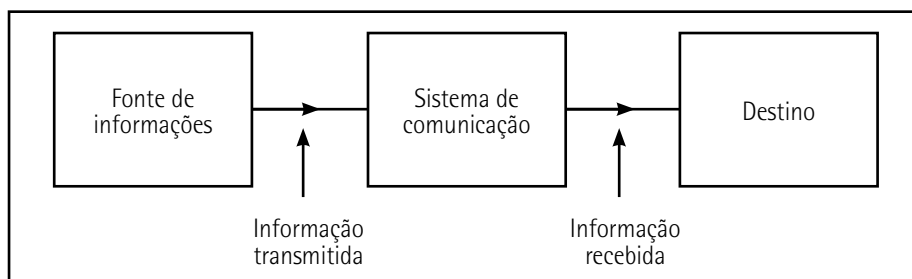 Fonte de
informações
Sistema de
comunicação
Destino
Informação
transmitida
Informação
recebida